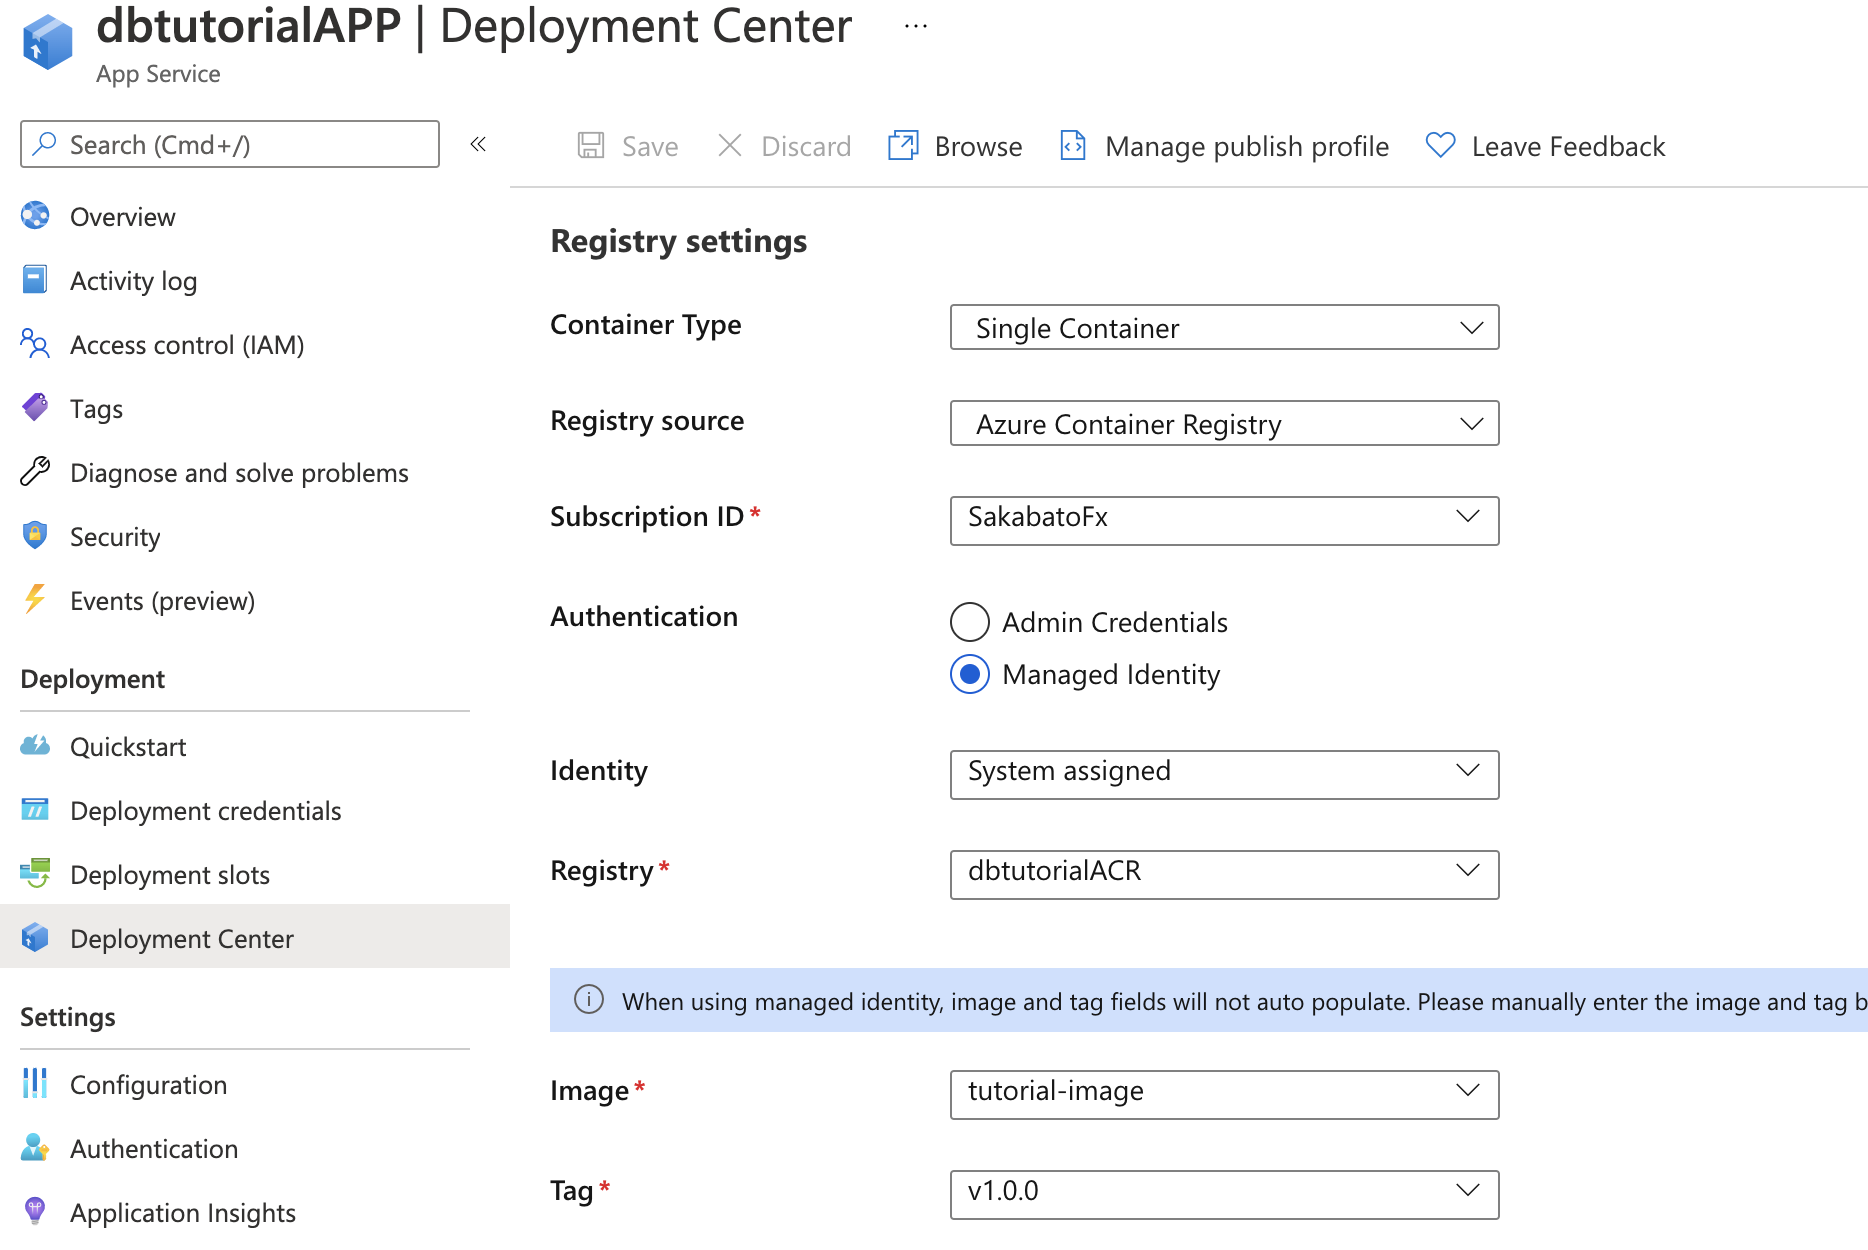 dbtutorialAPP | Deployment Center ...
App Service
Search (Cmd+/)
«
Overview
Activity log
Access control (IAM)
Tags
Diagnose and solve problems
Security
Events (preview)
Deployment
Quickstart
Deployment credentials
Deployment slots
Deployment Center
Settings
Configuration
Authentication
Application Insights
Save Discard Browse Manage publish profile Leave Feedback
Registry settings
Container Type Single Container
Registry source Azure Container Registry
Subscription ID * SakabatoFx
Authentication Admin Credentials
Managed Identity
Identity System assigned
Registry * dbtutorialACR
When using managed identity, image and tag fields will not auto populate. Please manually enter the image and tag b
Image * tutorial-image
Tag * v1.0.0